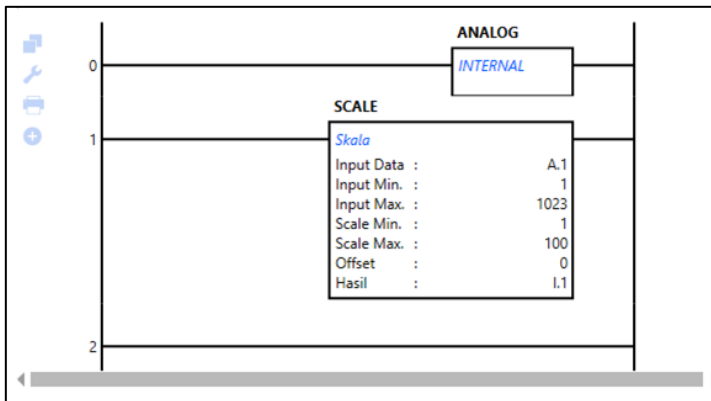 ANALOG
0
INTERNAL
SCALE
1
Skala
Input Data : A.1
Input Min. : 1
Input Max. : 1023
Scale Min. : 1
Scale Max. : 100
Offset : 0
Hasil : I.1
2